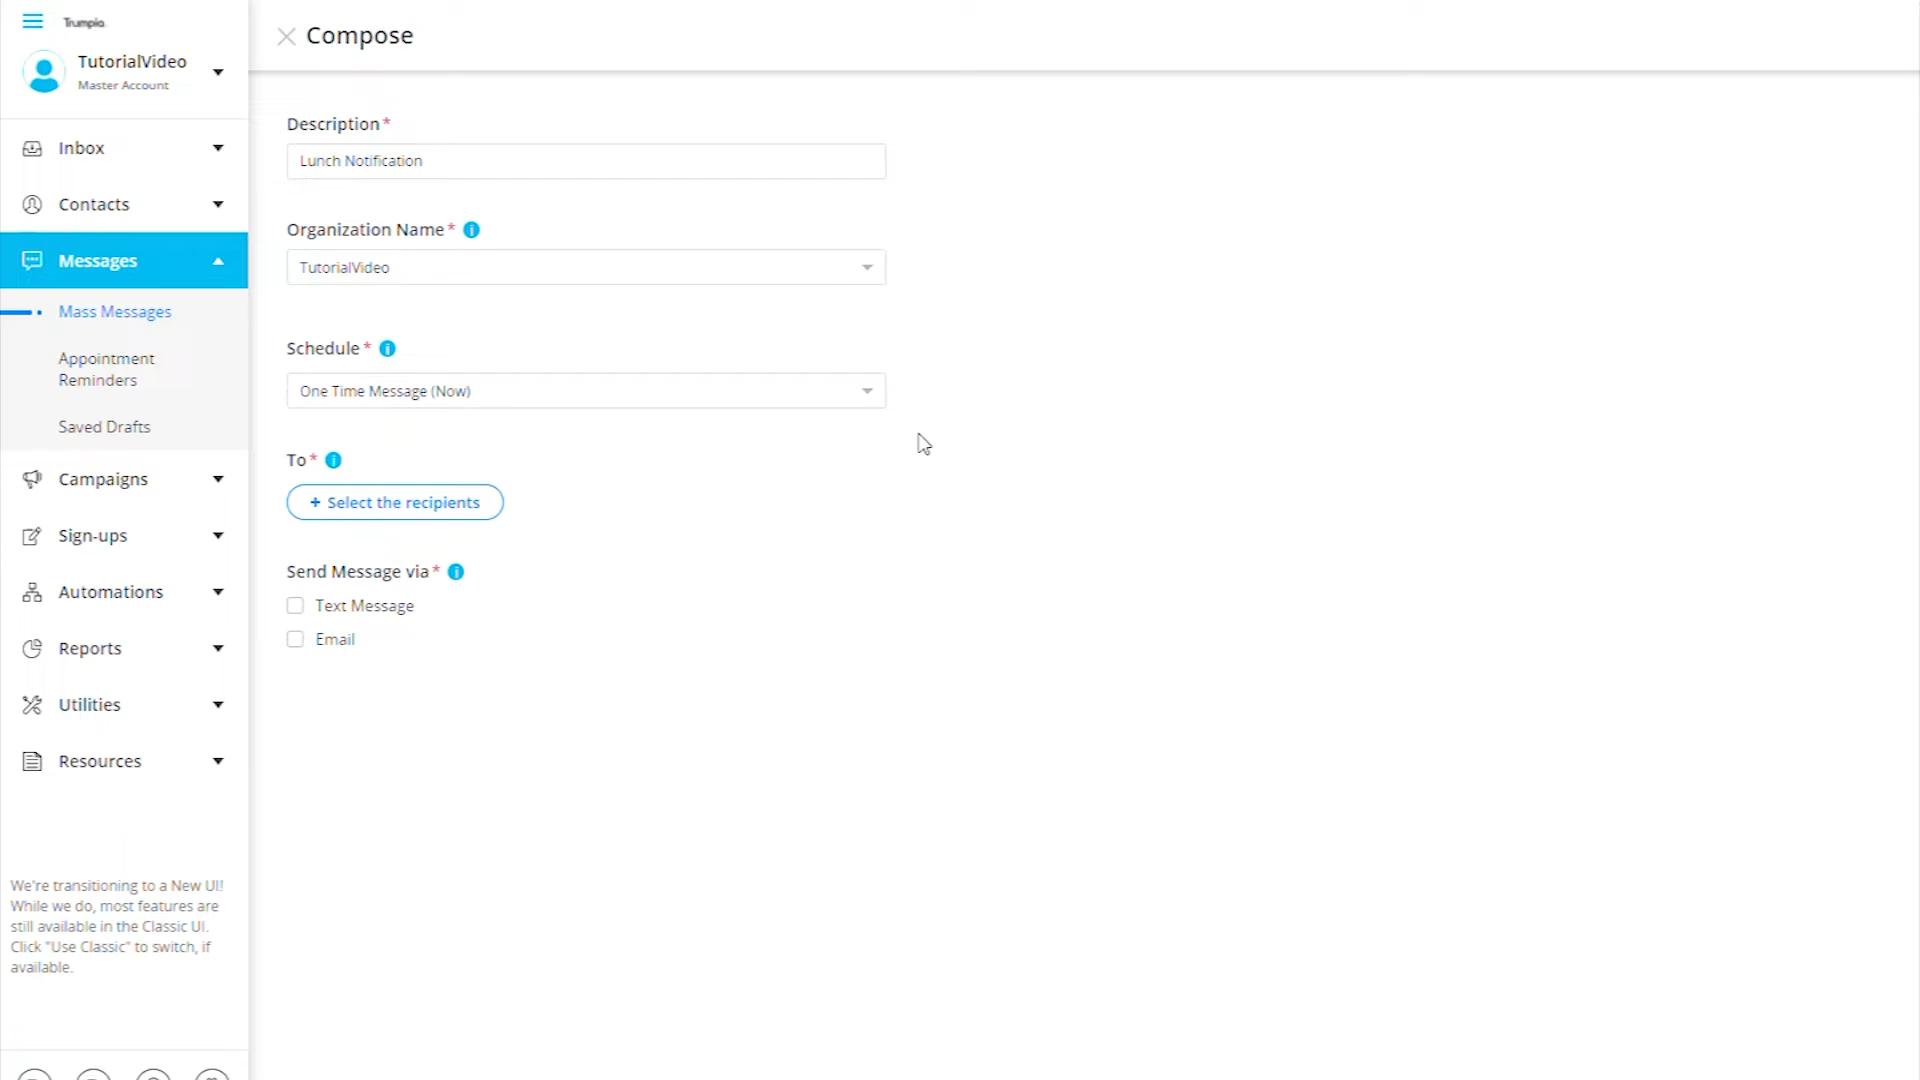 Trumpia
TutorialVideo
Master Account
Inbox
Contacts
Messages
Mass Messages
Appointment
Reminders
Saved Drafts
Campaigns
Sign-ups
Automations
Reports
Utilities
Resources
We're transitioning to a New UI!
While we do, most features are
still available in the Classic UI.
Click "Use Classic" to switch, if
available.
Compose
Description*
Lunch Notification
Organization Name* i
TutorialVideo
Schedule* i
One Time Message (Now)
To* i
+ Select the recipients
Send Message via* i
Text Message
Email